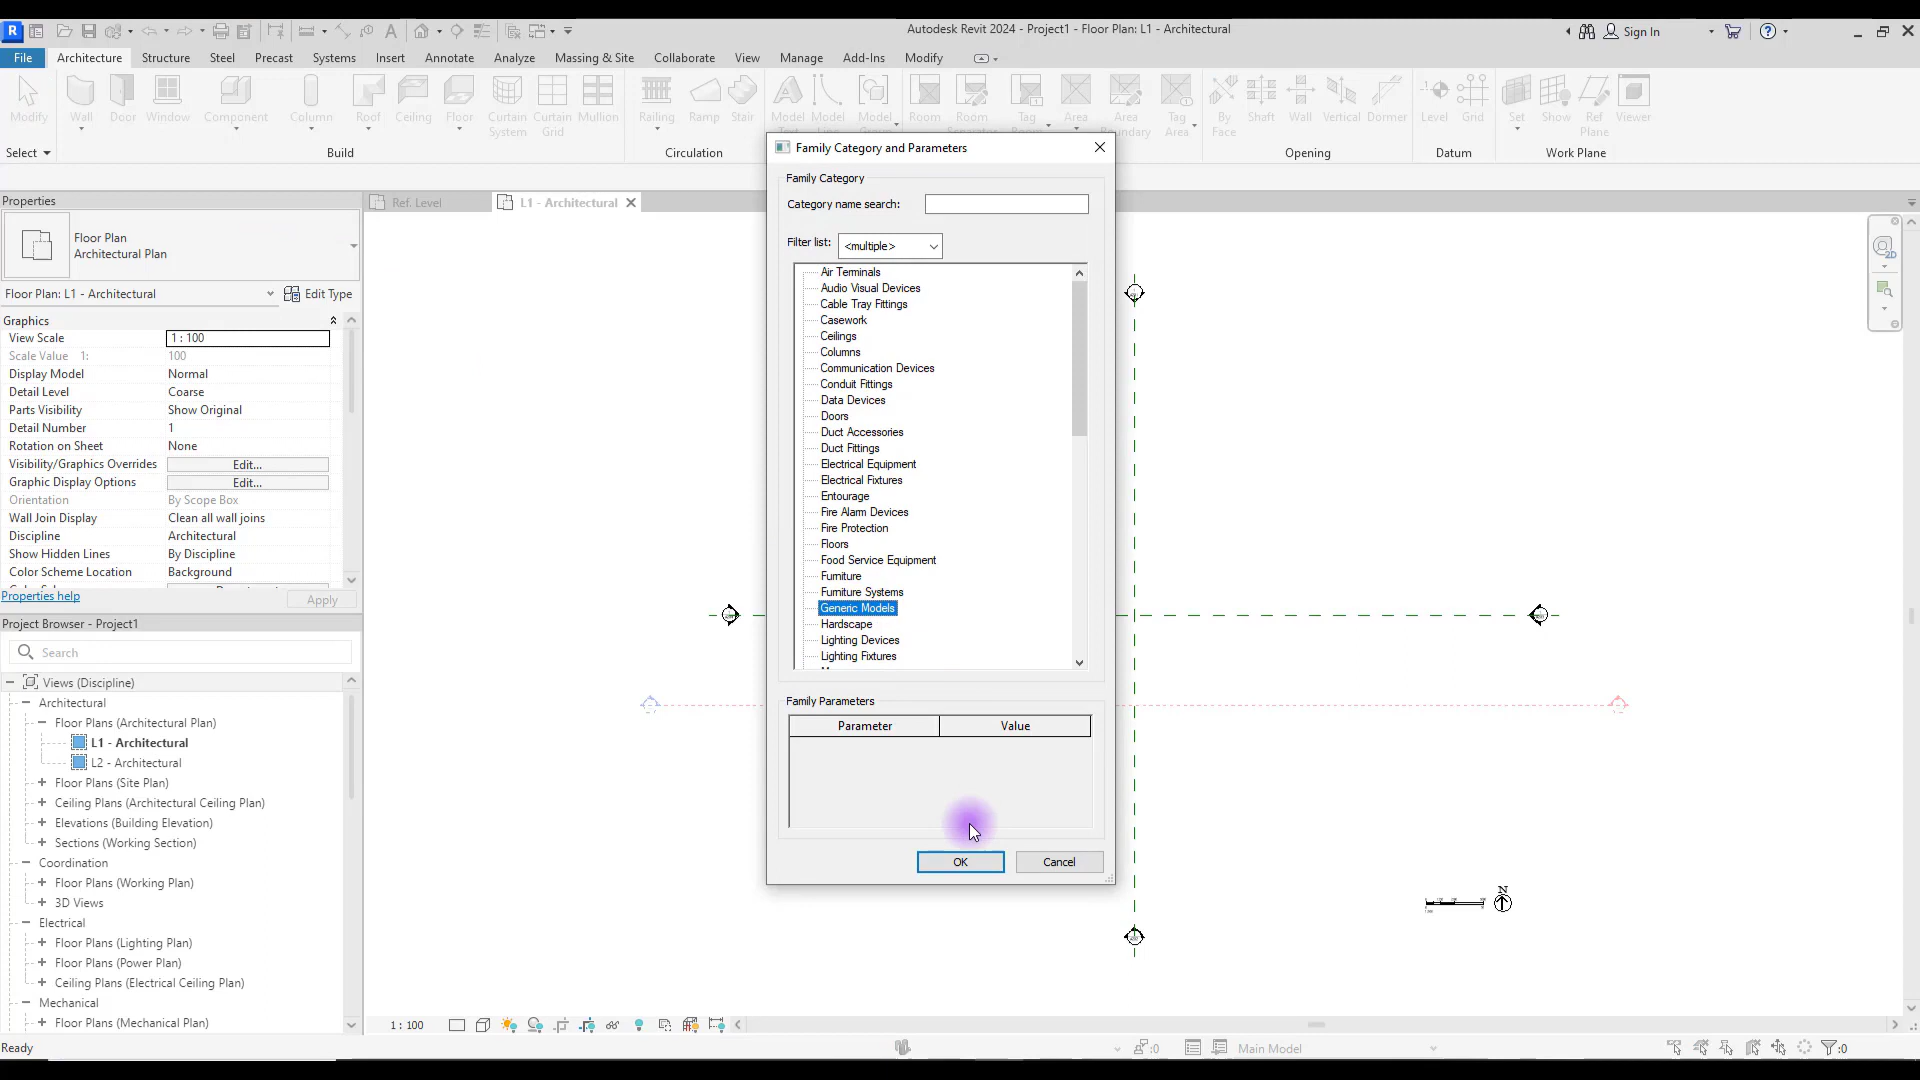 Autodesk Revit 2024 - Project1 - Floor Plan: L1 - Architectural
Sign In
File Architecture Structure Steel Precast Systems Insert Annotate Analyze Massing & Site Collaborate View Manage Add-Ins Modify
Modify
Wall
Door
Window
Component
Column
Roof
Ceiling
Floor
Curtain System
Curtain Grid
Mullion
Railing
Ramp
Stair
Model
Model
Model
Room
Room
Tag
Area
Area
Tag
By Face
Shaft
Wall
Vertical
Dormer
Level
Grid
Set
Show
Ref Plane
Viewer
Boundary
Area
Select
Build
Circulation
Opening
Datum
Work Plane
Properties
Floor Plan
Architectural Plan
Floor Plan: L1 - Architectural
Edit Type
Graphics
View Scale 1 : 100
Scale Value 1: 100
Display Model Normal
Detail Level Coarse
Parts Visibility Show Original
Detail Number 1
Rotation on Sheet None
Visibility/Graphics Overrides Edit...
Graphic Display Options Edit...
Orientation By Scope Box
Wall Join Display Clean all wall joins
Discipline Architectural
Show Hidden Lines By Discipline
Color Scheme Location Background
Properties help
Apply
Project Browser - Project1
Search
Views (Discipline)
Architectural
Floor Plans (Architectural Plan)
L1 - Architectural
L2 - Architectural
Floor Plans (Site Plan)
Ceiling Plans (Architectural Ceiling Plan)
Elevations (Building Elevation)
Sections (Working Section)
Coordination
Floor Plans (Working Plan)
3D Views
Electrical
Floor Plans (Lighting Plan)
Floor Plans (Power Plan)
Ceiling Plans (Electrical Ceiling Plan)
Mechanical
Floor Plans (Mechanical Plan)
Ref. Level
L1 - Architectural
Family Category and Parameters
Family Category
Category name search:
Filter list: <multiple>
Air Terminals
Audio Visual Devices
Cable Tray Fittings
Casework
Ceilings
Columns
Communication Devices
Conduit Fittings
Data Devices
Doors
Duct Accessories
Duct Fittings
Electrical Equipment
Electrical Fixtures
Entourage
Fire Alarm Devices
Fire Protection
Floors
Food Service Equipment
Furniture
Furniture Systems
Generic Models
Hardscape
Lighting Devices
Lighting Fixtures
Family Parameters
Parameter Value
OK Cancel
2D
N
1 : 100
Ready
:0
Main Model
:0